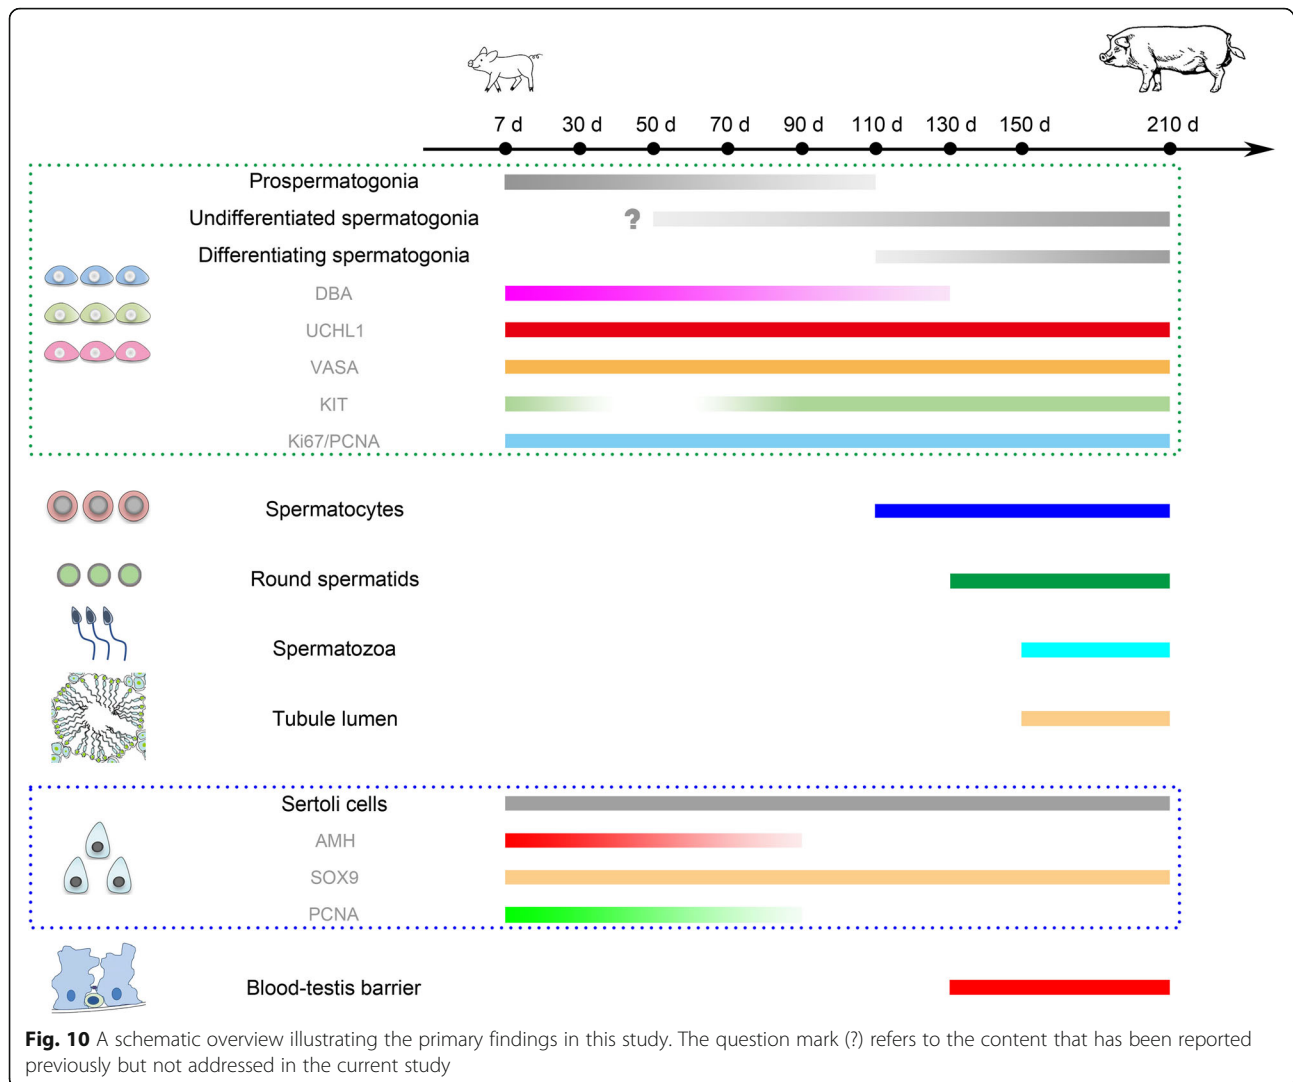 7 d 30 d 50 d 70 d 90 d 110 d 130 d 150 d 210 d
Prospermatogonia
Undifferentiated spermatogonia ?
Differentiating spermatogonia
DBA
UCHL1
VASA
KIT
Ki67/PCNA
Spermatocytes
Round spermatids
Spermatozoa
Tubule lumen
Sertoli cells
AMH
SOX9
PCNA
Blood-testis barrier
Fig. 10 A schematic overview illustrating the primary findings in this study. The question mark (?) refers to the content that has been reported
previously but not addressed in the current study